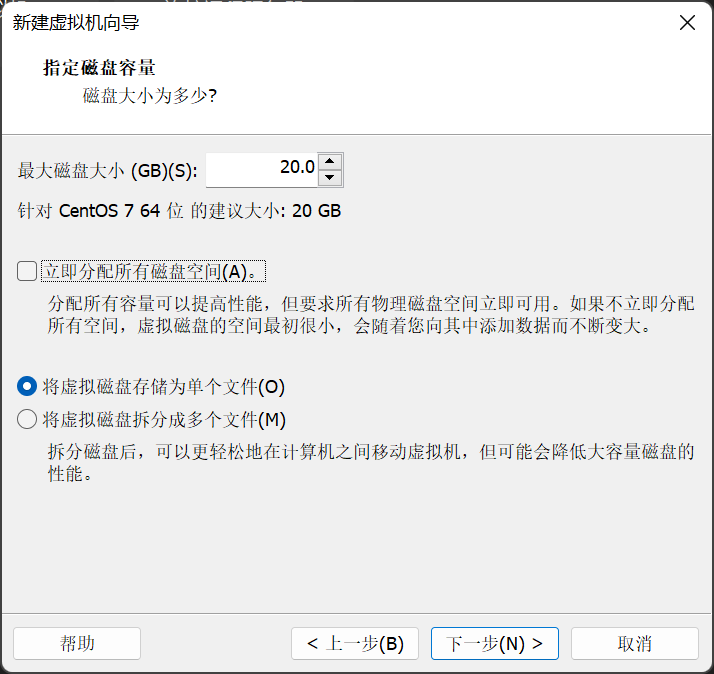 新建虚拟机向导
指定磁盘容量
磁盘大小为多少?
最大磁盘大小 (GB)(S): 20.0
针对 CentOS 7 64 位 的建议大小: 20 GB
立即分配所有磁盘空间(A)。
分配所有容量可以提高性能，但要求所有物理磁盘空间立即可用。如果不立即分配
所有空间，虚拟磁盘的空间最初很小，会随着您向其中添加数据而不断变大。
将虚拟磁盘存储为单个文件(O)
将虚拟磁盘拆分成多个文件(M)
拆分磁盘后，可以更轻松地在计算机之间移动虚拟机，但可能会降低大容量磁盘的
性能。
帮助 < 上一步(B) 下一步(N) > 取消